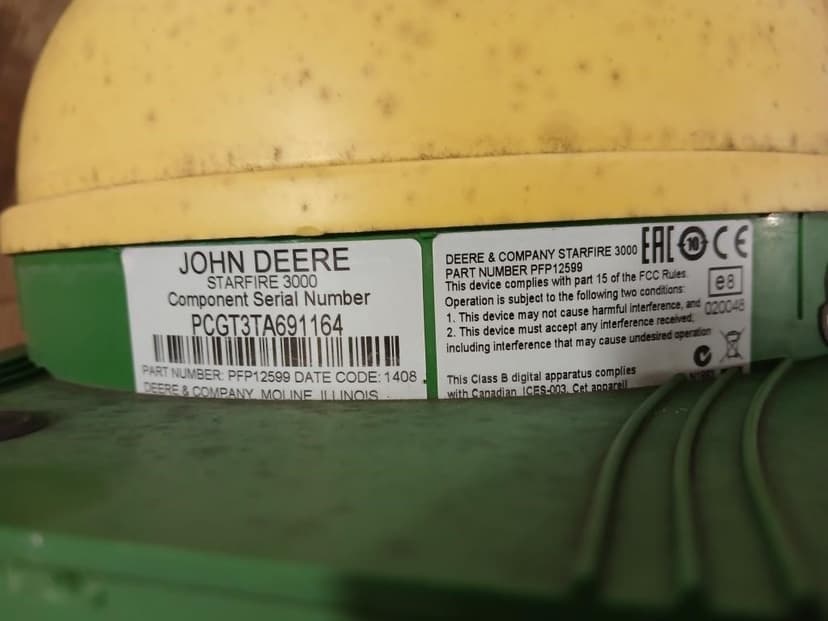 JOHN DEERE
STARFIRE 3000
Component Serial Number
PCGT3TA691164
PART NUMBER: PFP12599 DATE CODE: 1408
DEERE & COMPANY MOLINE, ILLINOIS
DEERE & COMPANY STARFIRE 3000
PART NUMBER PFP12599
This device complies with part 15 of the FCC Rules.
Operation is subject to the following two conditions:
1. This device may not cause harmful interference, and
2. This device must accept any interference received,
including interference that may cause undesired operation
This Class B digital apparatus complies
with Canadian ICES-003. Cet appareil
EAC 10 CE
e8
020048